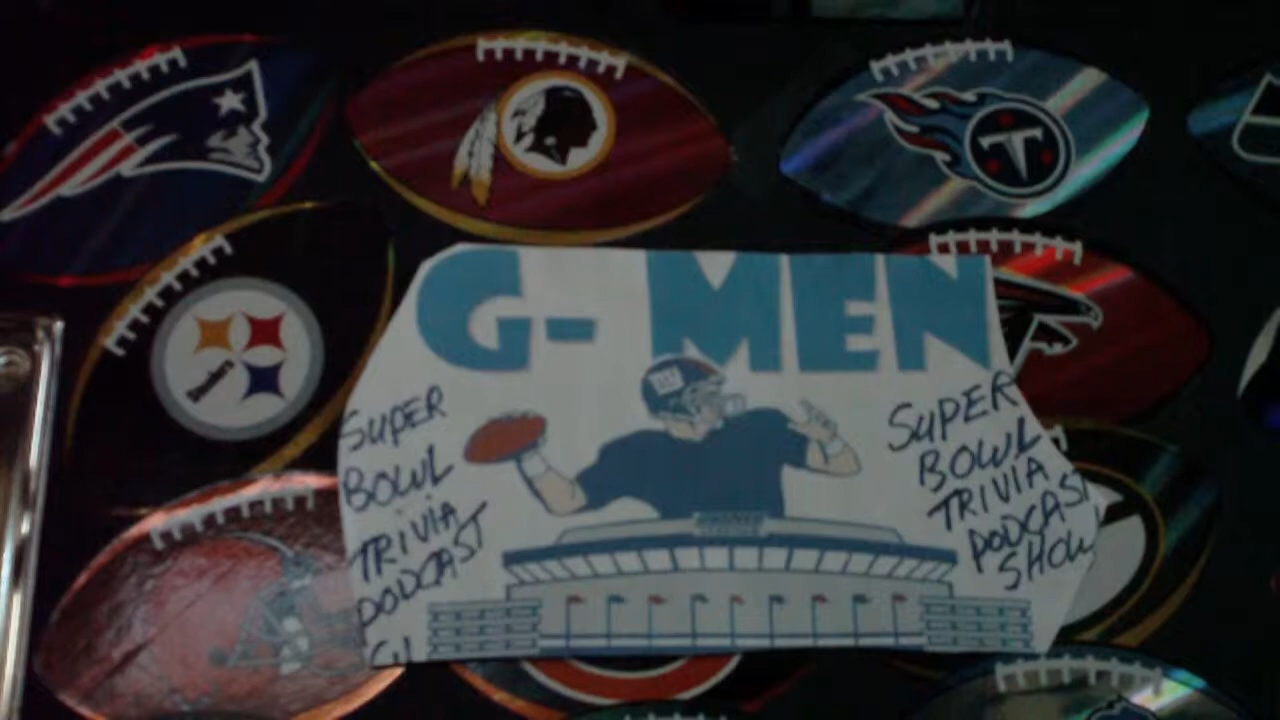 G-MEN
SUPER
BOWL
TRIVIA
PODCAST
SUPER
BOWL
TRIVIA
PODCAST
SHOW
T
Steelers